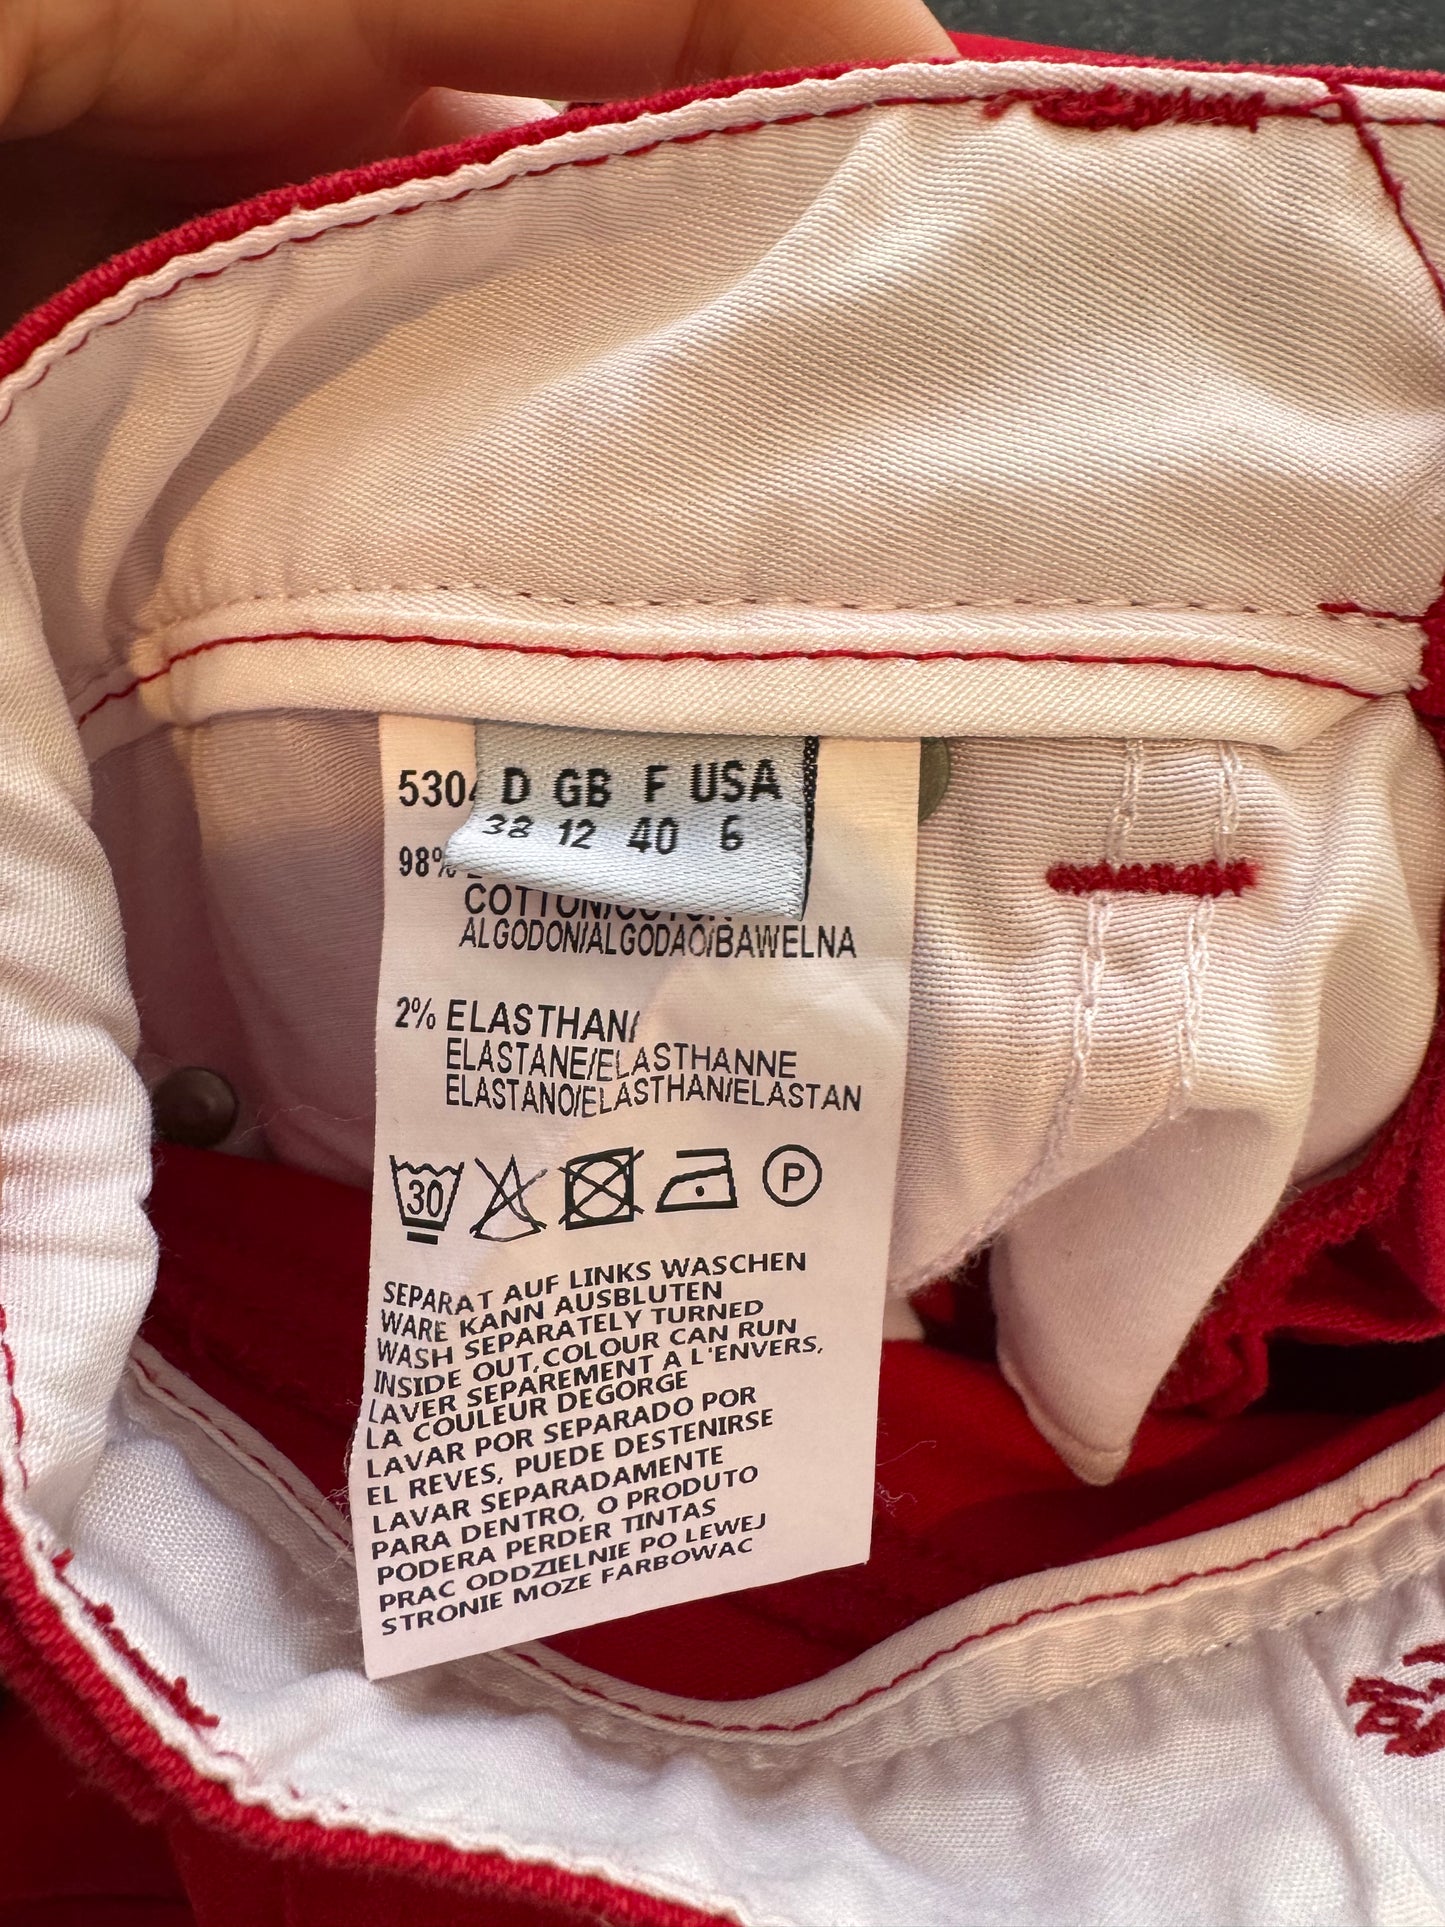 D GB F USA
38 12 40 6
530
98%
COTTON/COTON
ALGODON/ALGODAO/BAWELNA
2% ELASTHAN/
ELASTANE/ELASTHANNE
ELASTANO/ELASTHAN/ELASTAN
30
P
SEPARAT AUF LINKS WASCHEN
WARE KANN AUSBLUTEN
WASH SEPARATELY TURNED
INSIDE OUT, COLOUR CAN RUN
LAVER SEPAREMENT A L'ENVERS,
LA COULEUR DEGORGE
LAVAR POR SEPARADO POR
EL REVES, PUEDE DESTENIRSE
LAVAR SEPARADAMENTE
PARA DENTRO, O PRODUTO
PODERA PERDER TINTAS
PRAC ODDZIELNIE PO LEWEJ
STRONIE MOZE FARBOWAC